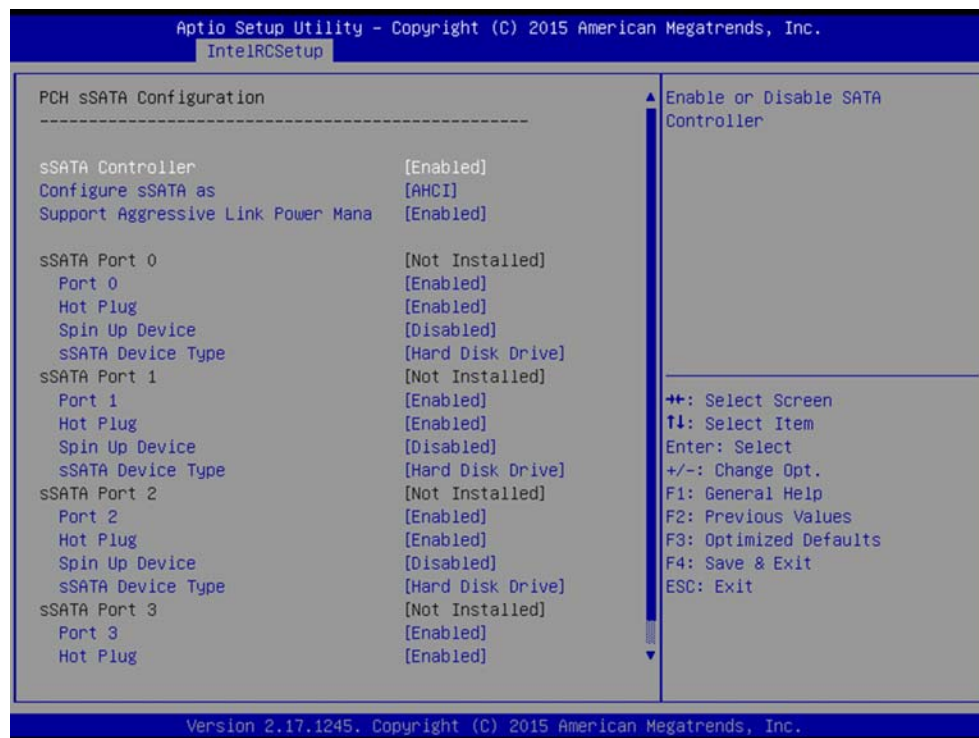 Aptio Setup Utility – Copyright (C) 2015 American Megatrends, Inc.
IntelRCSetup
PCH sSATA Configuration
--------------------------------------------------
sSATA Controller [Enabled]
Configure sSATA as [AHCI]
Support Aggressive Link Power Mana [Enabled]
sSATA Port 0 [Not Installed]
Port 0 [Enabled]
Hot Plug [Enabled]
Spin Up Device [Disabled]
sSATA Device Type [Hard Disk Drive]
sSATA Port 1 [Not Installed]
Port 1 [Enabled]
Hot Plug [Enabled]
Spin Up Device [Disabled]
sSATA Device Type [Hard Disk Drive]
sSATA Port 2 [Not Installed]
Port 2 [Enabled]
Hot Plug [Enabled]
Spin Up Device [Disabled]
sSATA Device Type [Hard Disk Drive]
sSATA Port 3 [Not Installed]
Port 3 [Enabled]
Hot Plug [Enabled]
Enable or Disable SATA
Controller
→←: Select Screen
↑↓: Select Item
Enter: Select
+/-: Change Opt.
F1: General Help
F2: Previous Values
F3: Optimized Defaults
F4: Save & Exit
ESC: Exit
Version 2.17.1245. Copyright (C) 2015 American Megatrends, Inc.